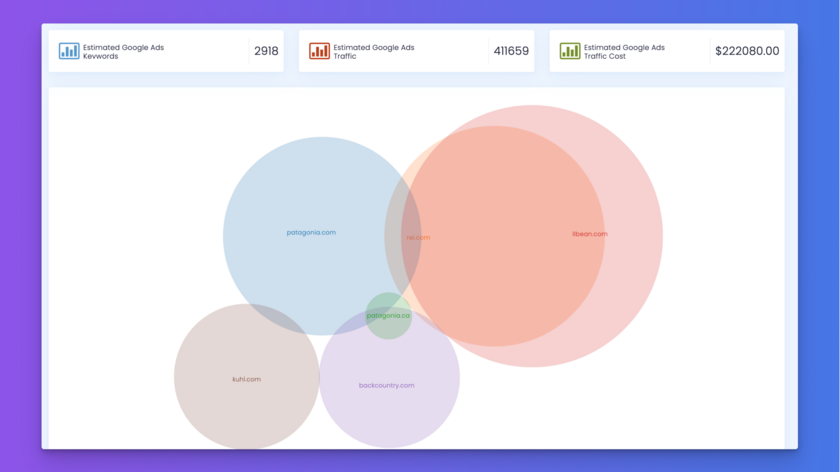 Estimated Google Ads
Kevwords
2918
Estimated Google Ads
Traffic
411659
Estimated Google Ads
Traffic Cost
$222080.00
patagonia.com
rei.com
llbean.com
patagonia.ca
kuhl.com
backcountry.com